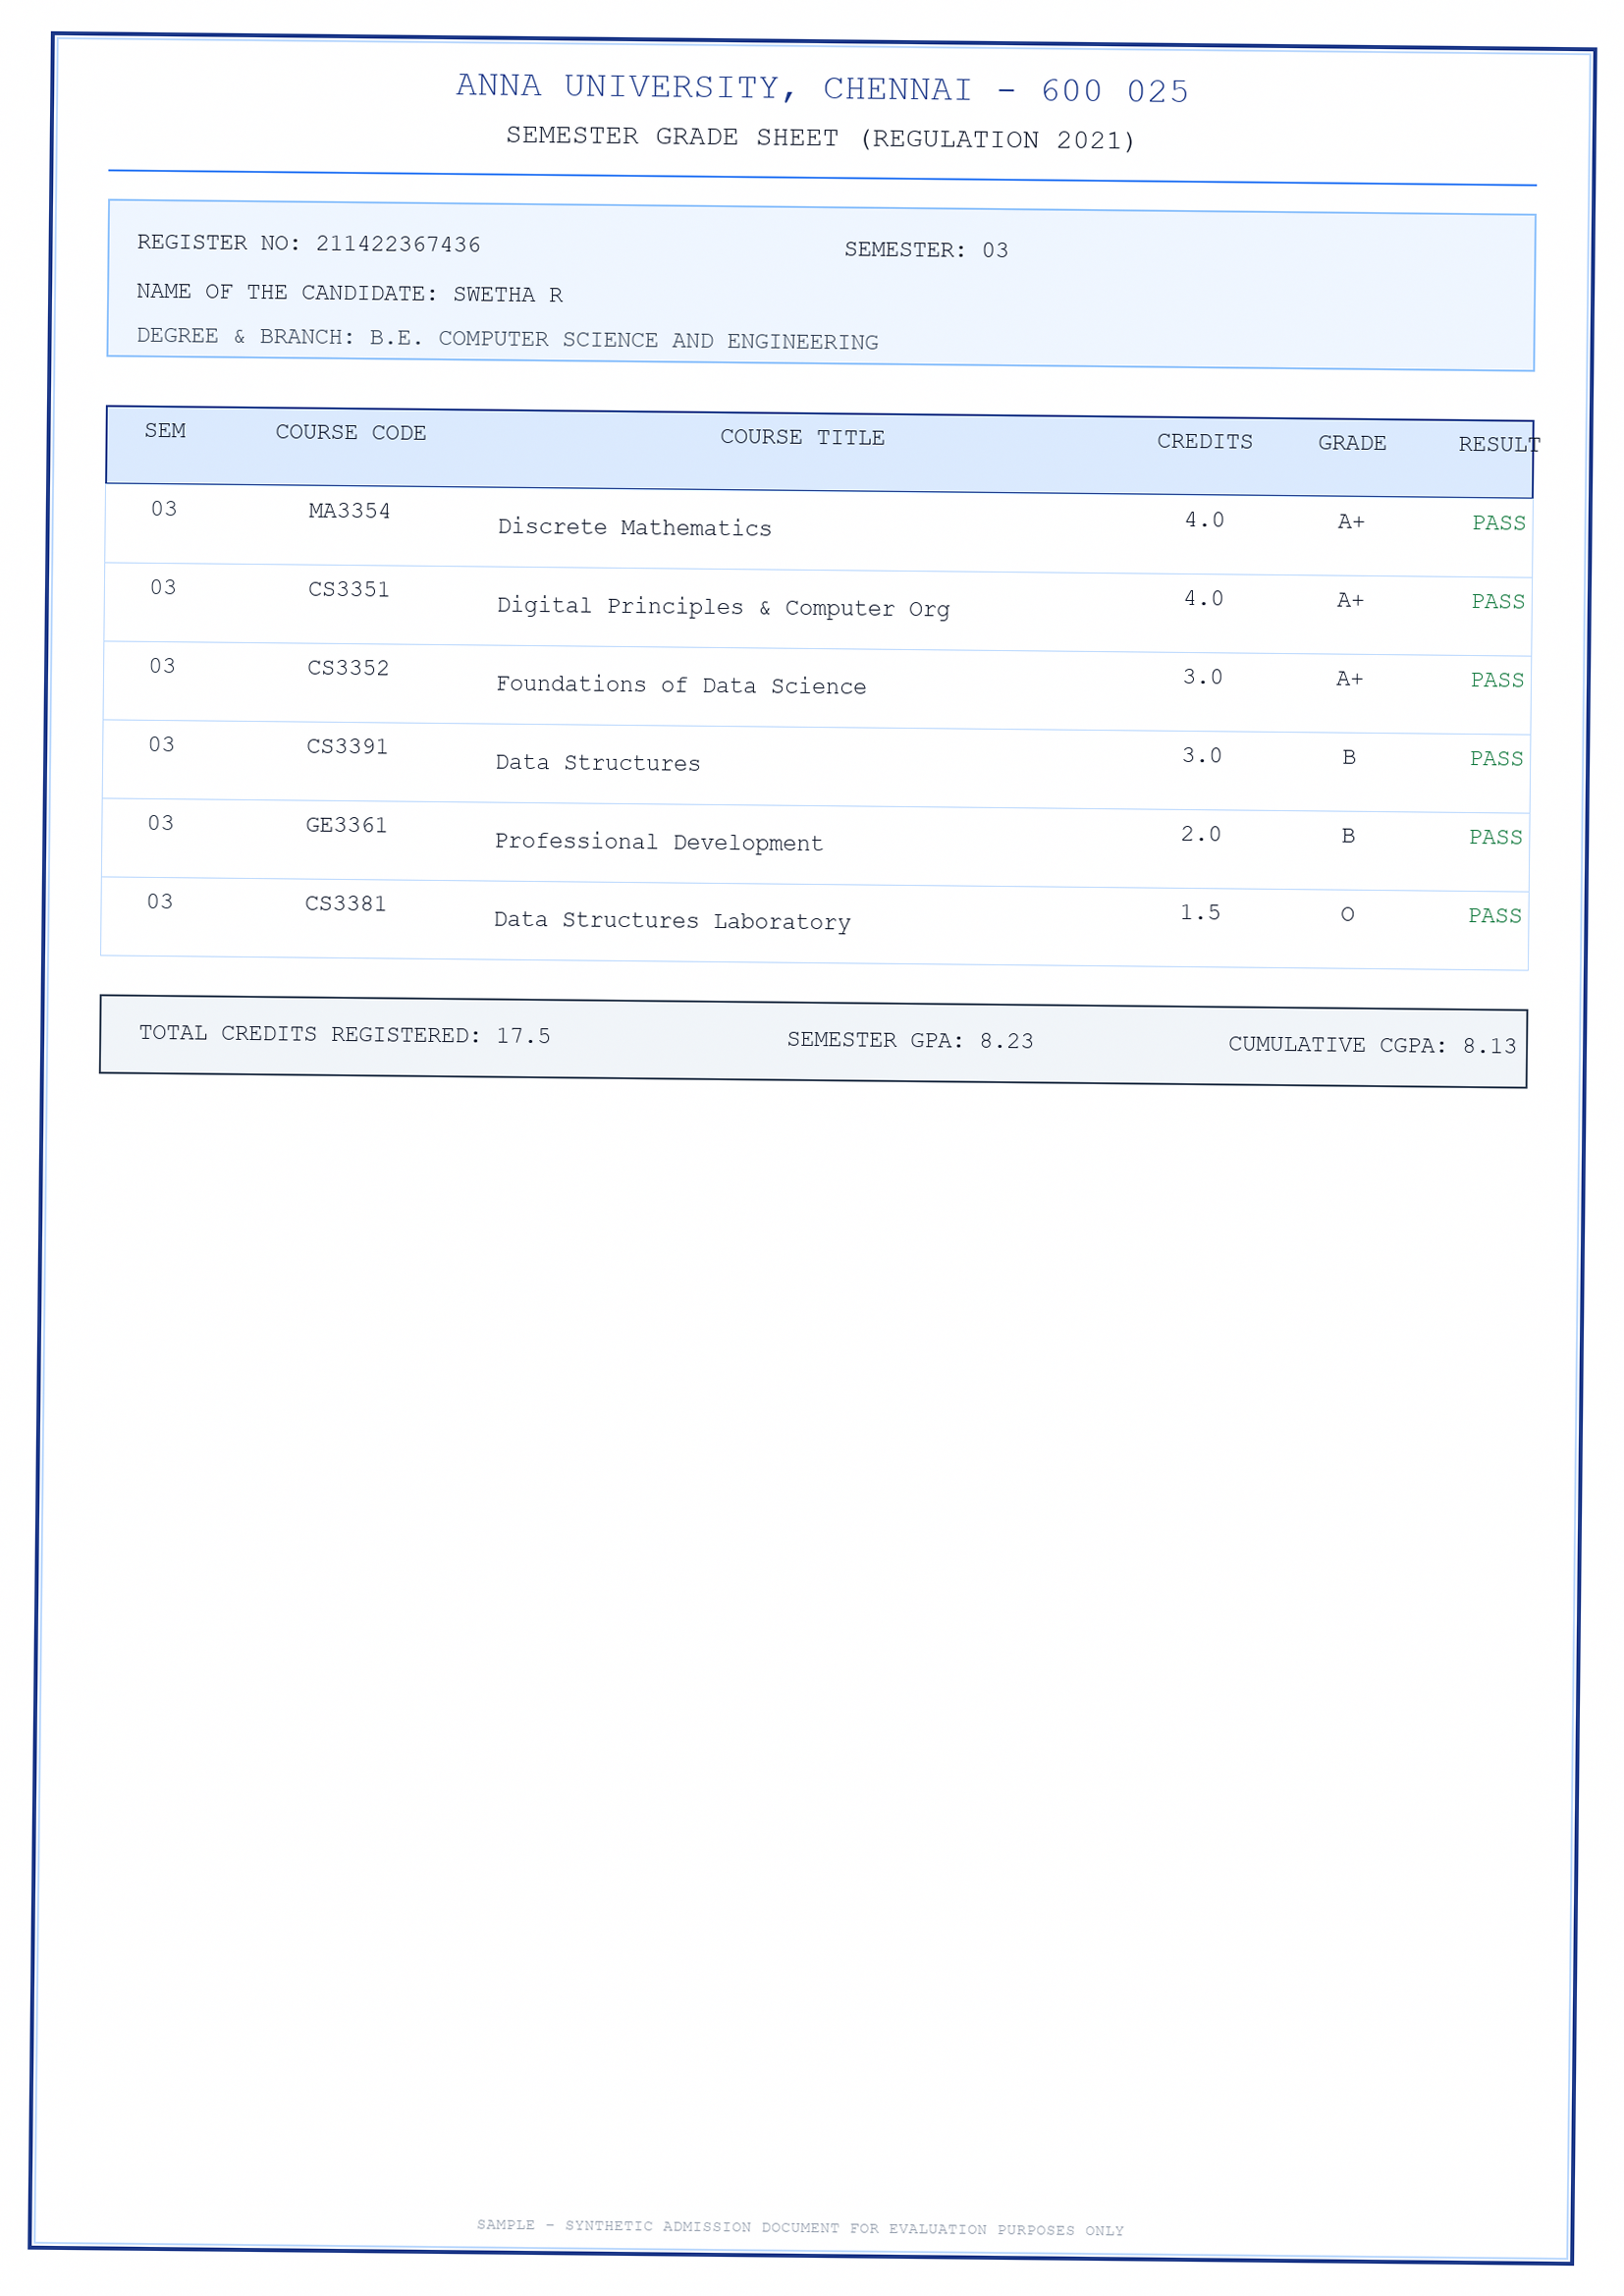 ANNA UNIVERSITY, CHENNAI - 600 025
SEMESTER GRADE SHEET (REGULATION 2021)
REGISTER NO: 211422367436 SEMESTER: 03
NAME OF THE CANDIDATE: SWETHA R
DEGREE & BRANCH: B.E. COMPUTER SCIENCE AND ENGINEERING
SEM COURSE CODE COURSE TITLE CREDITS GRADE RESULT
03 MA3354 Discrete Mathematics 4.0 A+ PASS
03 CS3351 Digital Principles & Computer Org 4.0 A+ PASS
03 CS3352 Foundations of Data Science 3.0 A+ PASS
03 CS3391 Data Structures 3.0 B PASS
03 GE3361 Professional Development 2.0 B PASS
03 CS3381 Data Structures Laboratory 1.5 O PASS
TOTAL CREDITS REGISTERED: 17.5 SEMESTER GPA: 8.23 CUMULATIVE CGPA: 8.13
SAMPLE - SYNTHETIC ADMISSION DOCUMENT FOR EVALUATION PURPOSES ONLY